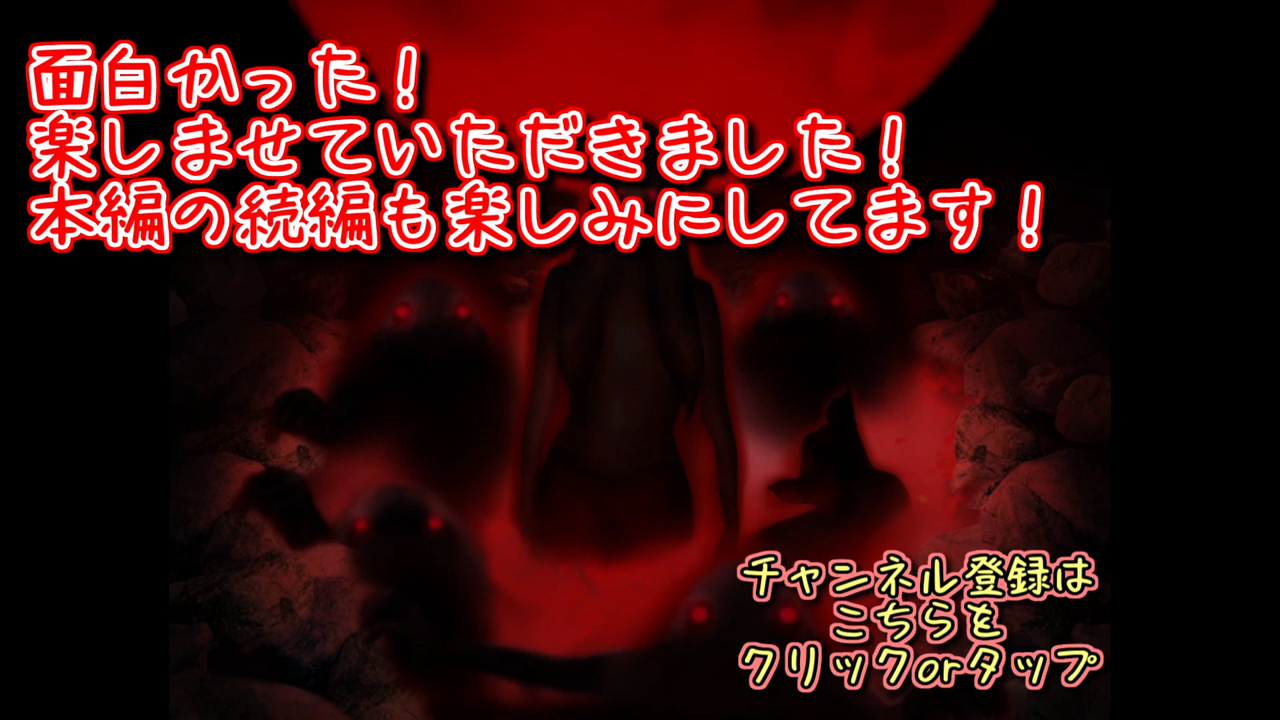 面白かった！
楽しませていただきました！
本編の続編も楽しみにしてます！
チャンネル登録は
こちらを
クリックorタップ